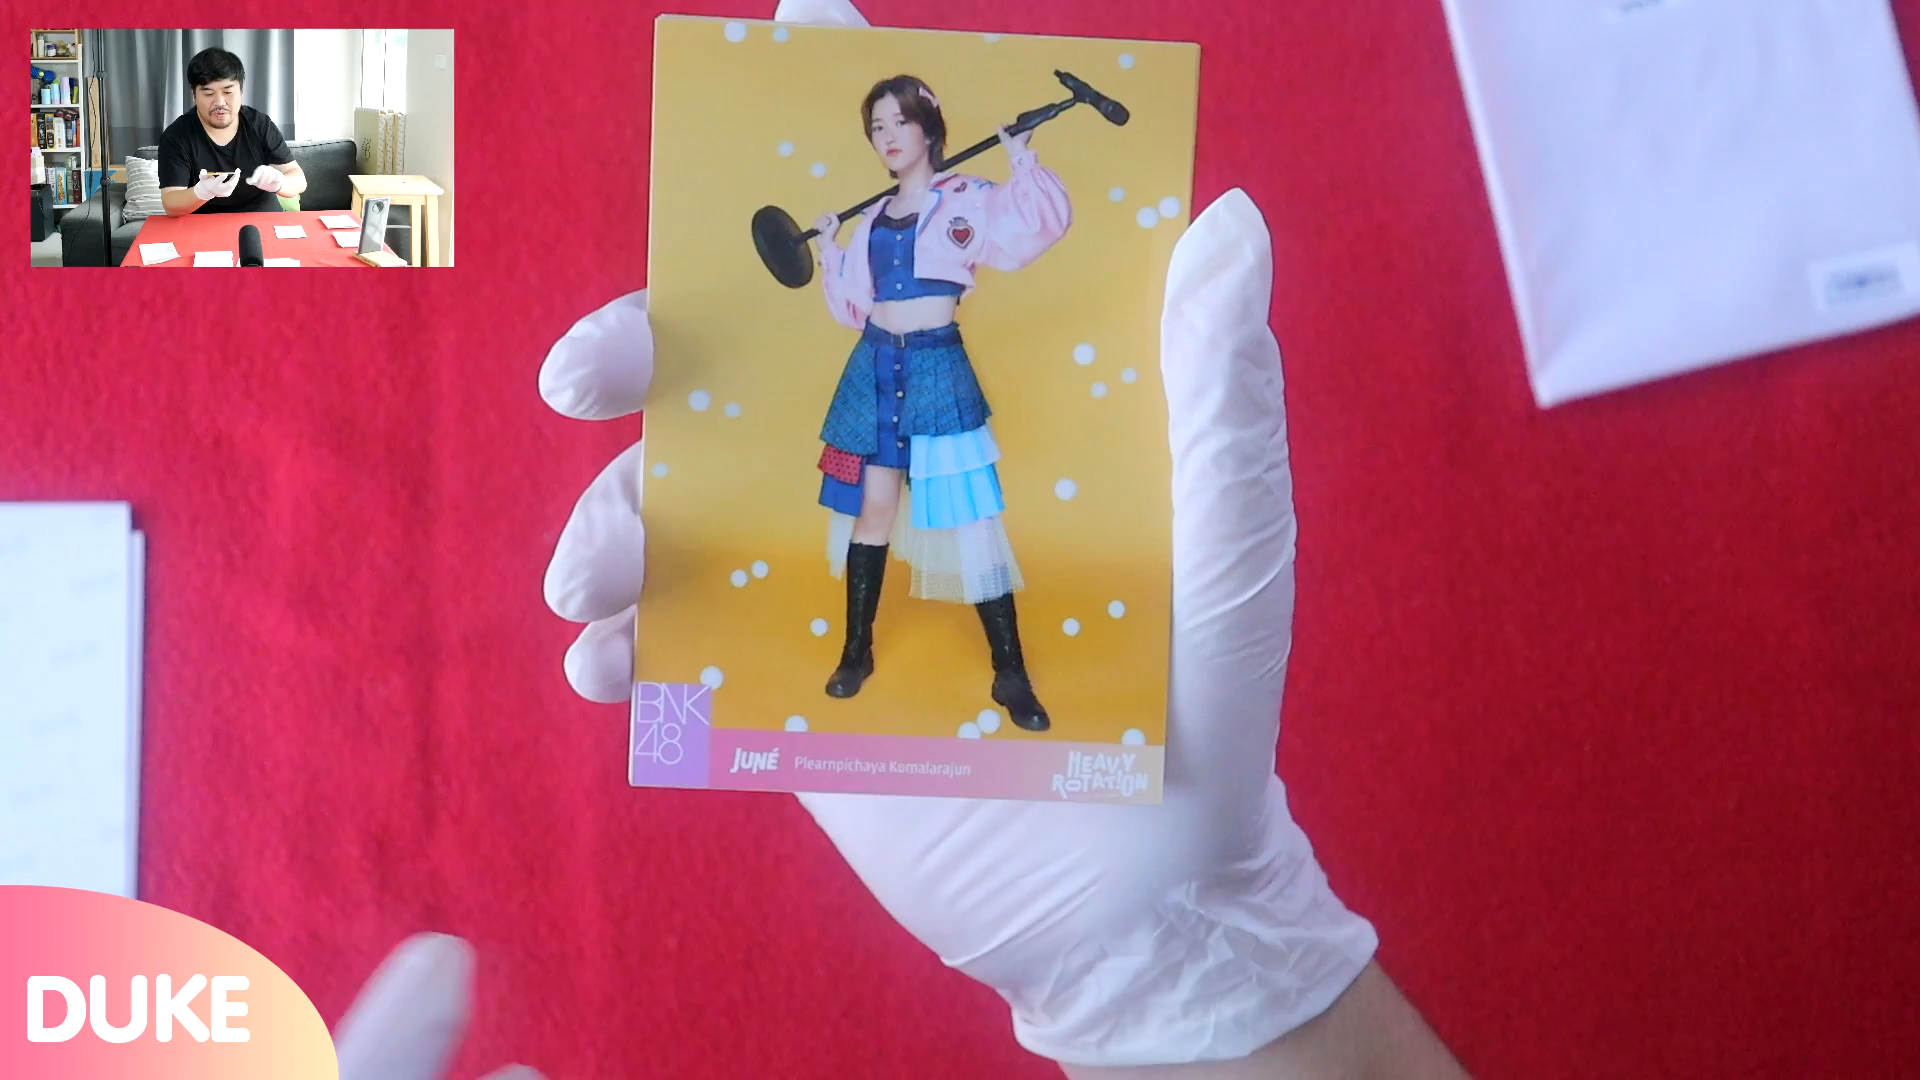 BNK
48
JUNÉ Plearnpichaya Komalarajun
HEAVY
ROTATION
DUKE